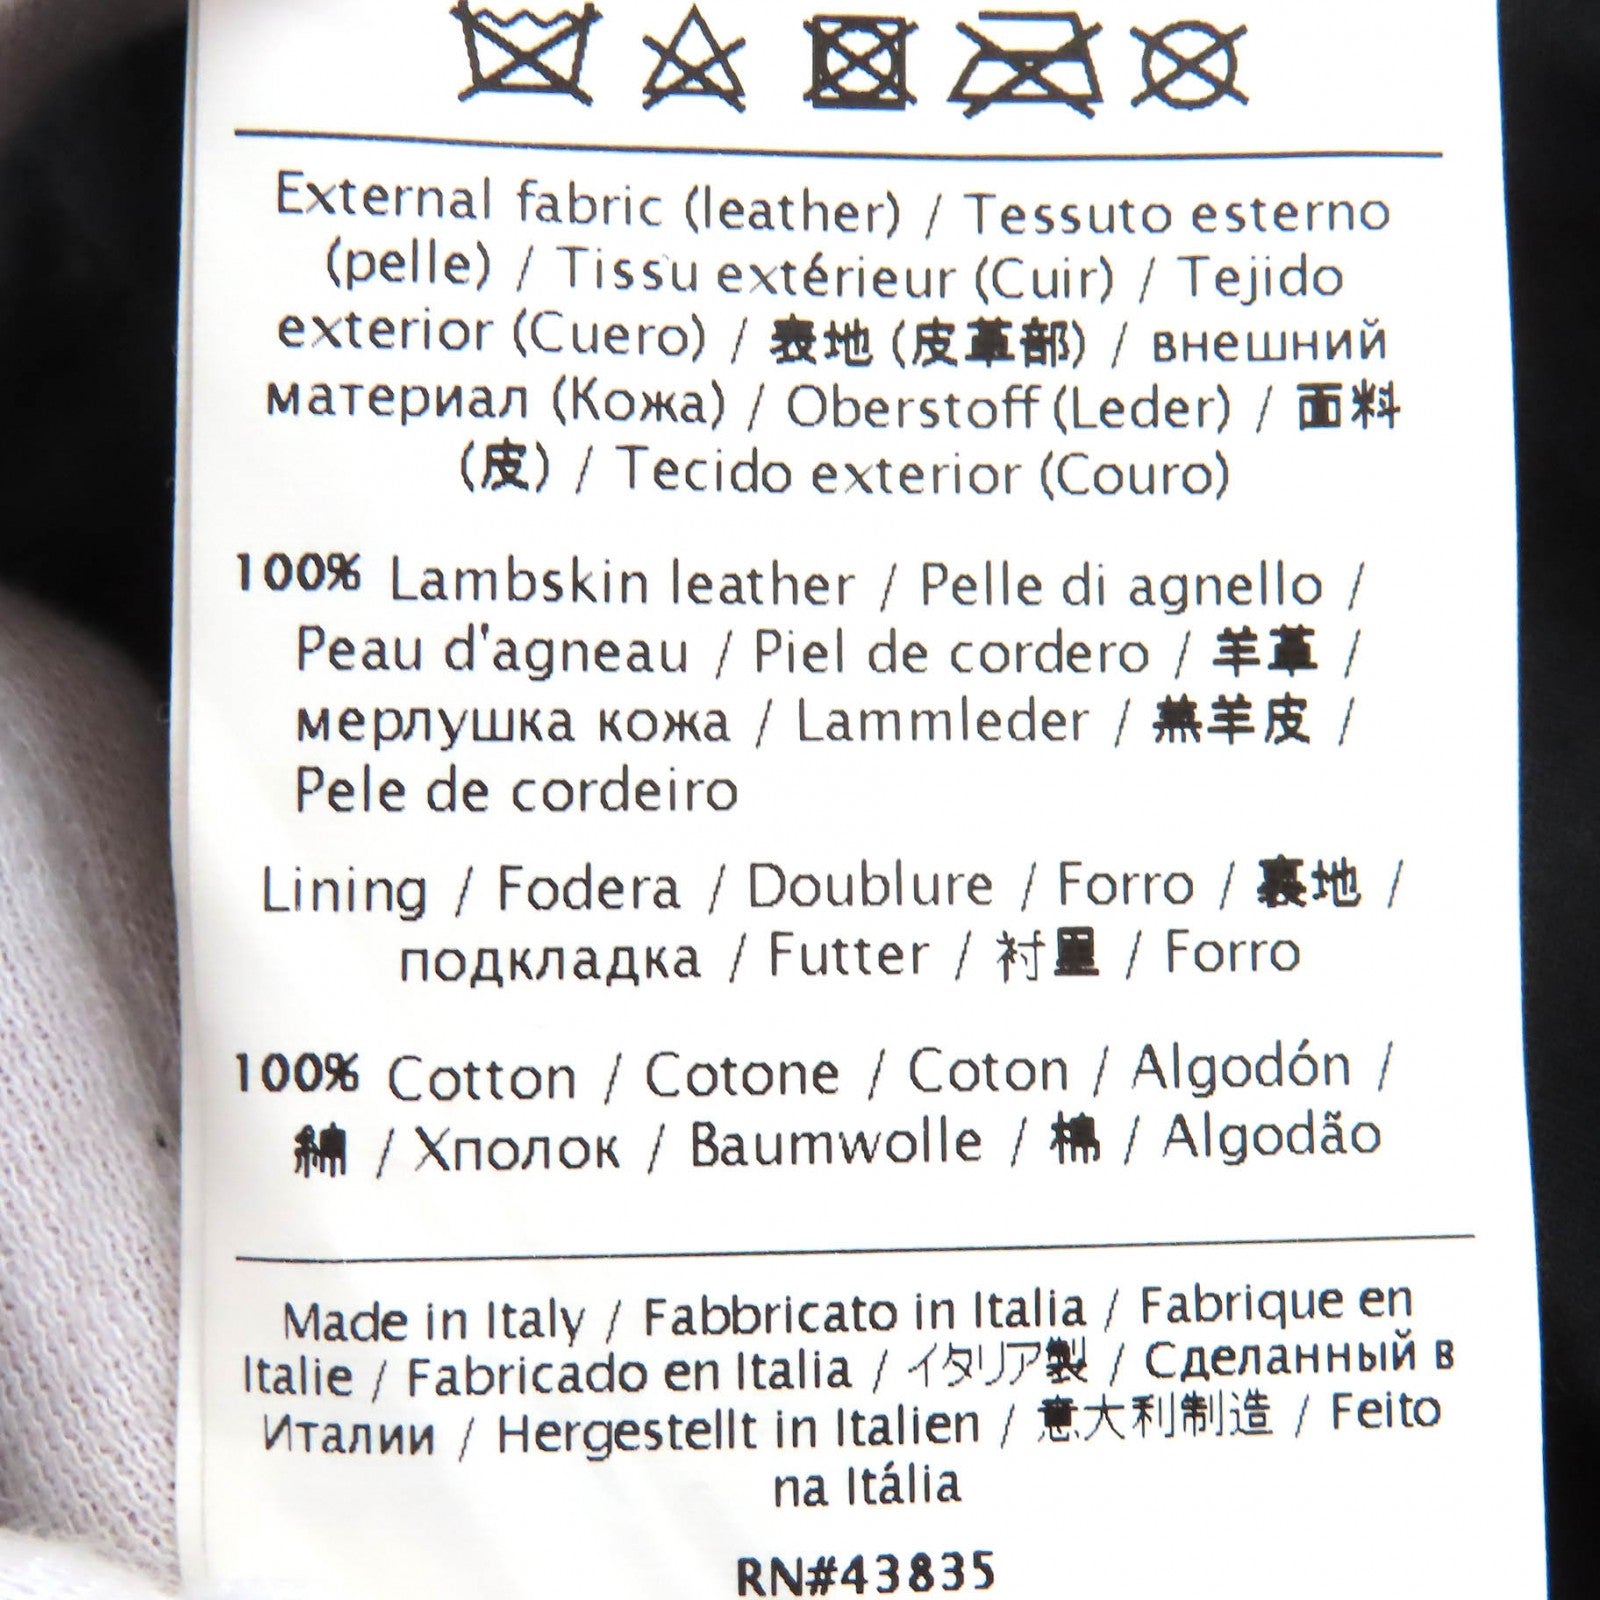 External fabric (leather) / Tessuto esterno
(pelle) / Tissu extérieur (Cuir) / Tejido
exterior (Cuero) / 表地 (皮革部) / внешний
материал (Кожа) / Oberstoff (Leder) / 面料
(皮) / Tecido exterior (Couro)
100% Lambskin leather / Pelle di agnello /
Peau d'agneau / Piel de cordero / 羊革 /
мерлушка кожа / Lammleder / 羊皮 /
Pele de cordeiro
Lining / Fodera / Doublure / Forro / 裏地 /
подкладка / Futter / 衬里 / Forro
100% Cotton / Cotone / Coton / Algodón /
綿 / Хполок / Baumwolle / 棉 / Algodão
Made in Italy / Fabbricato in Italia / Fabrique en
Italie / Fabricado en Italia / イタリア製 / Сделанный в
Италии / Hergestellt in Italien / 意大利制造 / Feito
na Itália
RN#43835